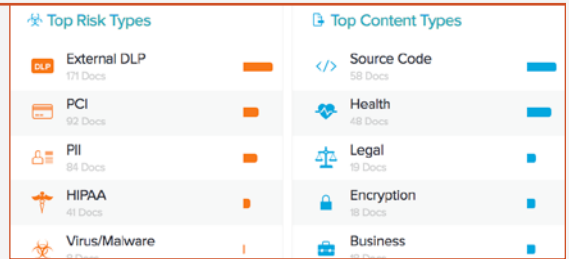 Top Risk Types
DLP
External DLP
171 Docs
PCI
92 Docs
PII
84 Docs
HIPAA
41 Docs
Virus/Malware
Top Content Types
Source Code
58 Docs
Health
48 Docs
Legal
19 Docs
Encryption
18 Docs
Business